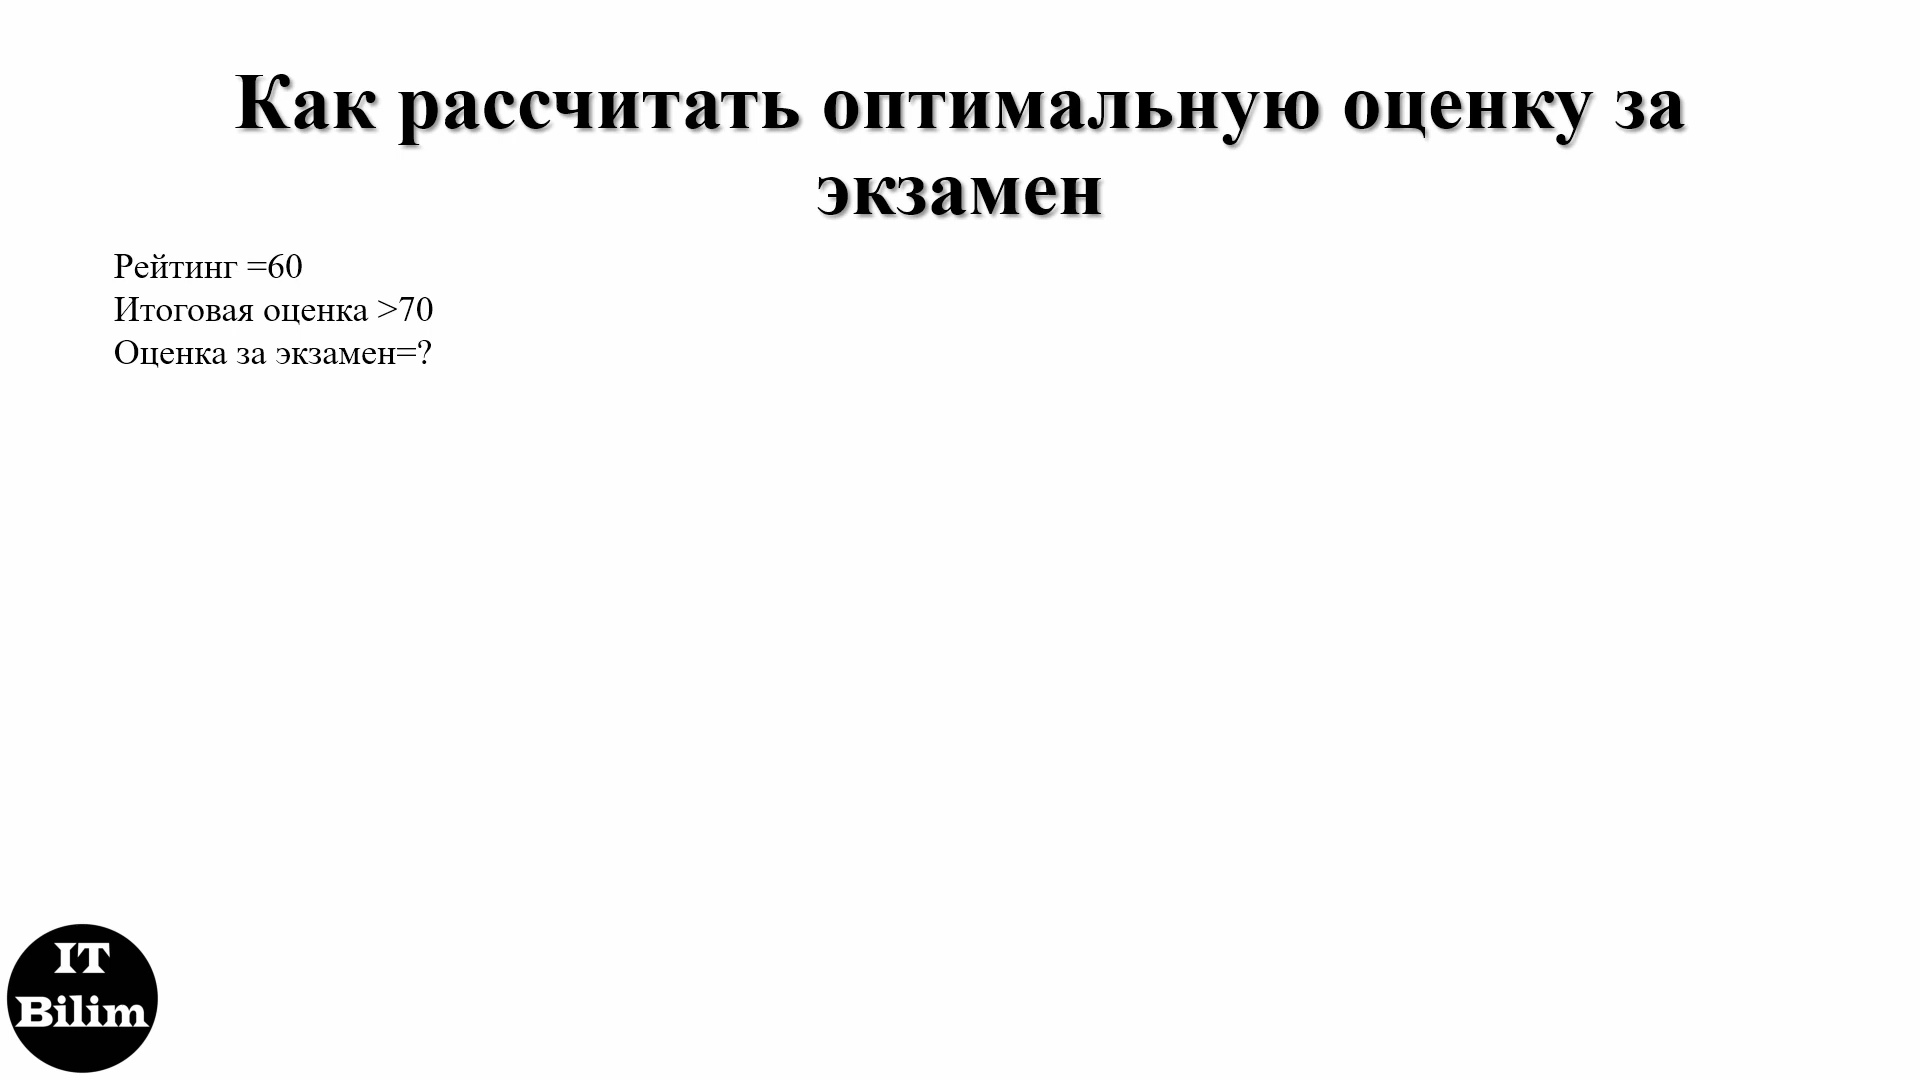 Как рассчитать оптимальную оценку за
экзамен
Рейтинг =60
Итоговая оценка >70
Оценка за экзамен=?
IT
Bilim